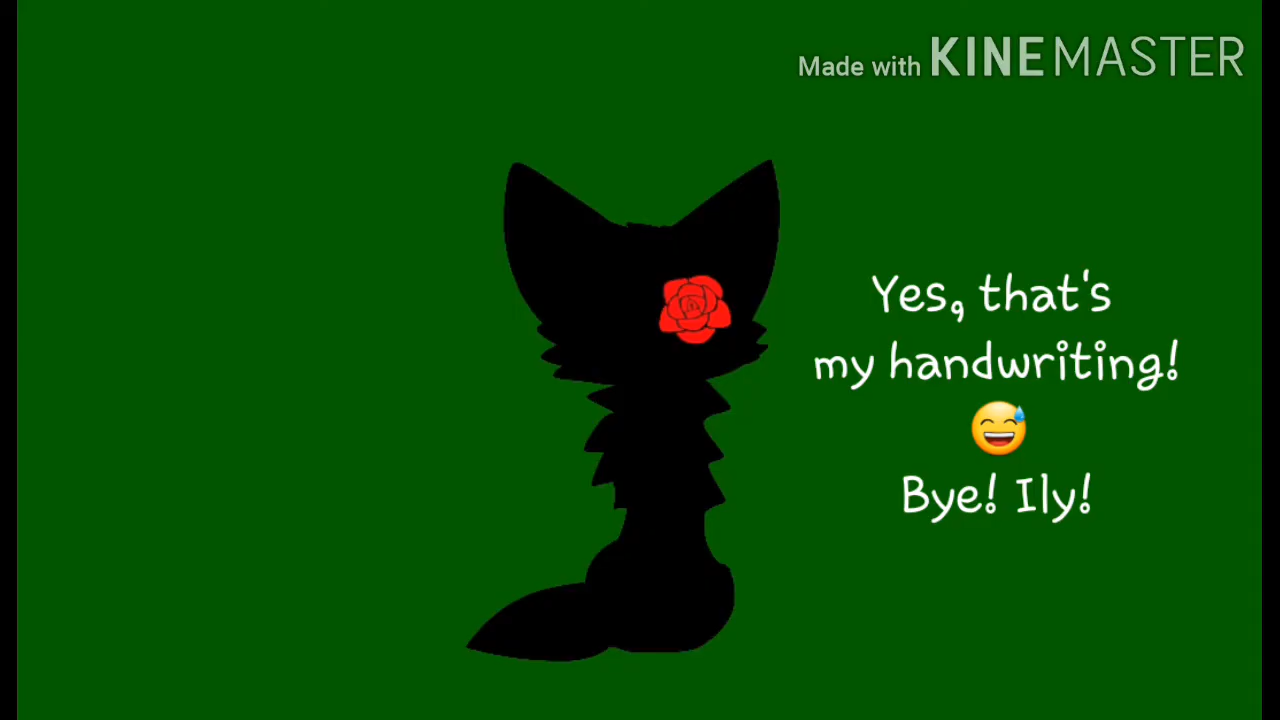 Made with KINEMASTER
Yes, that's
my handwriting!
😅
Bye! Ily!